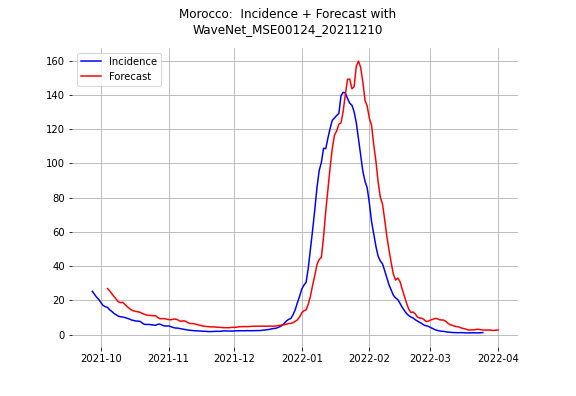 Morocco:  Incidence + Forecast with
WaveNet_MSE00124_20211210
Incidence
Forecast
160
140
120
100
80
60
40
20
0
2021-10 2021-11 2021-12 2022-01 2022-02 2022-03 2022-04